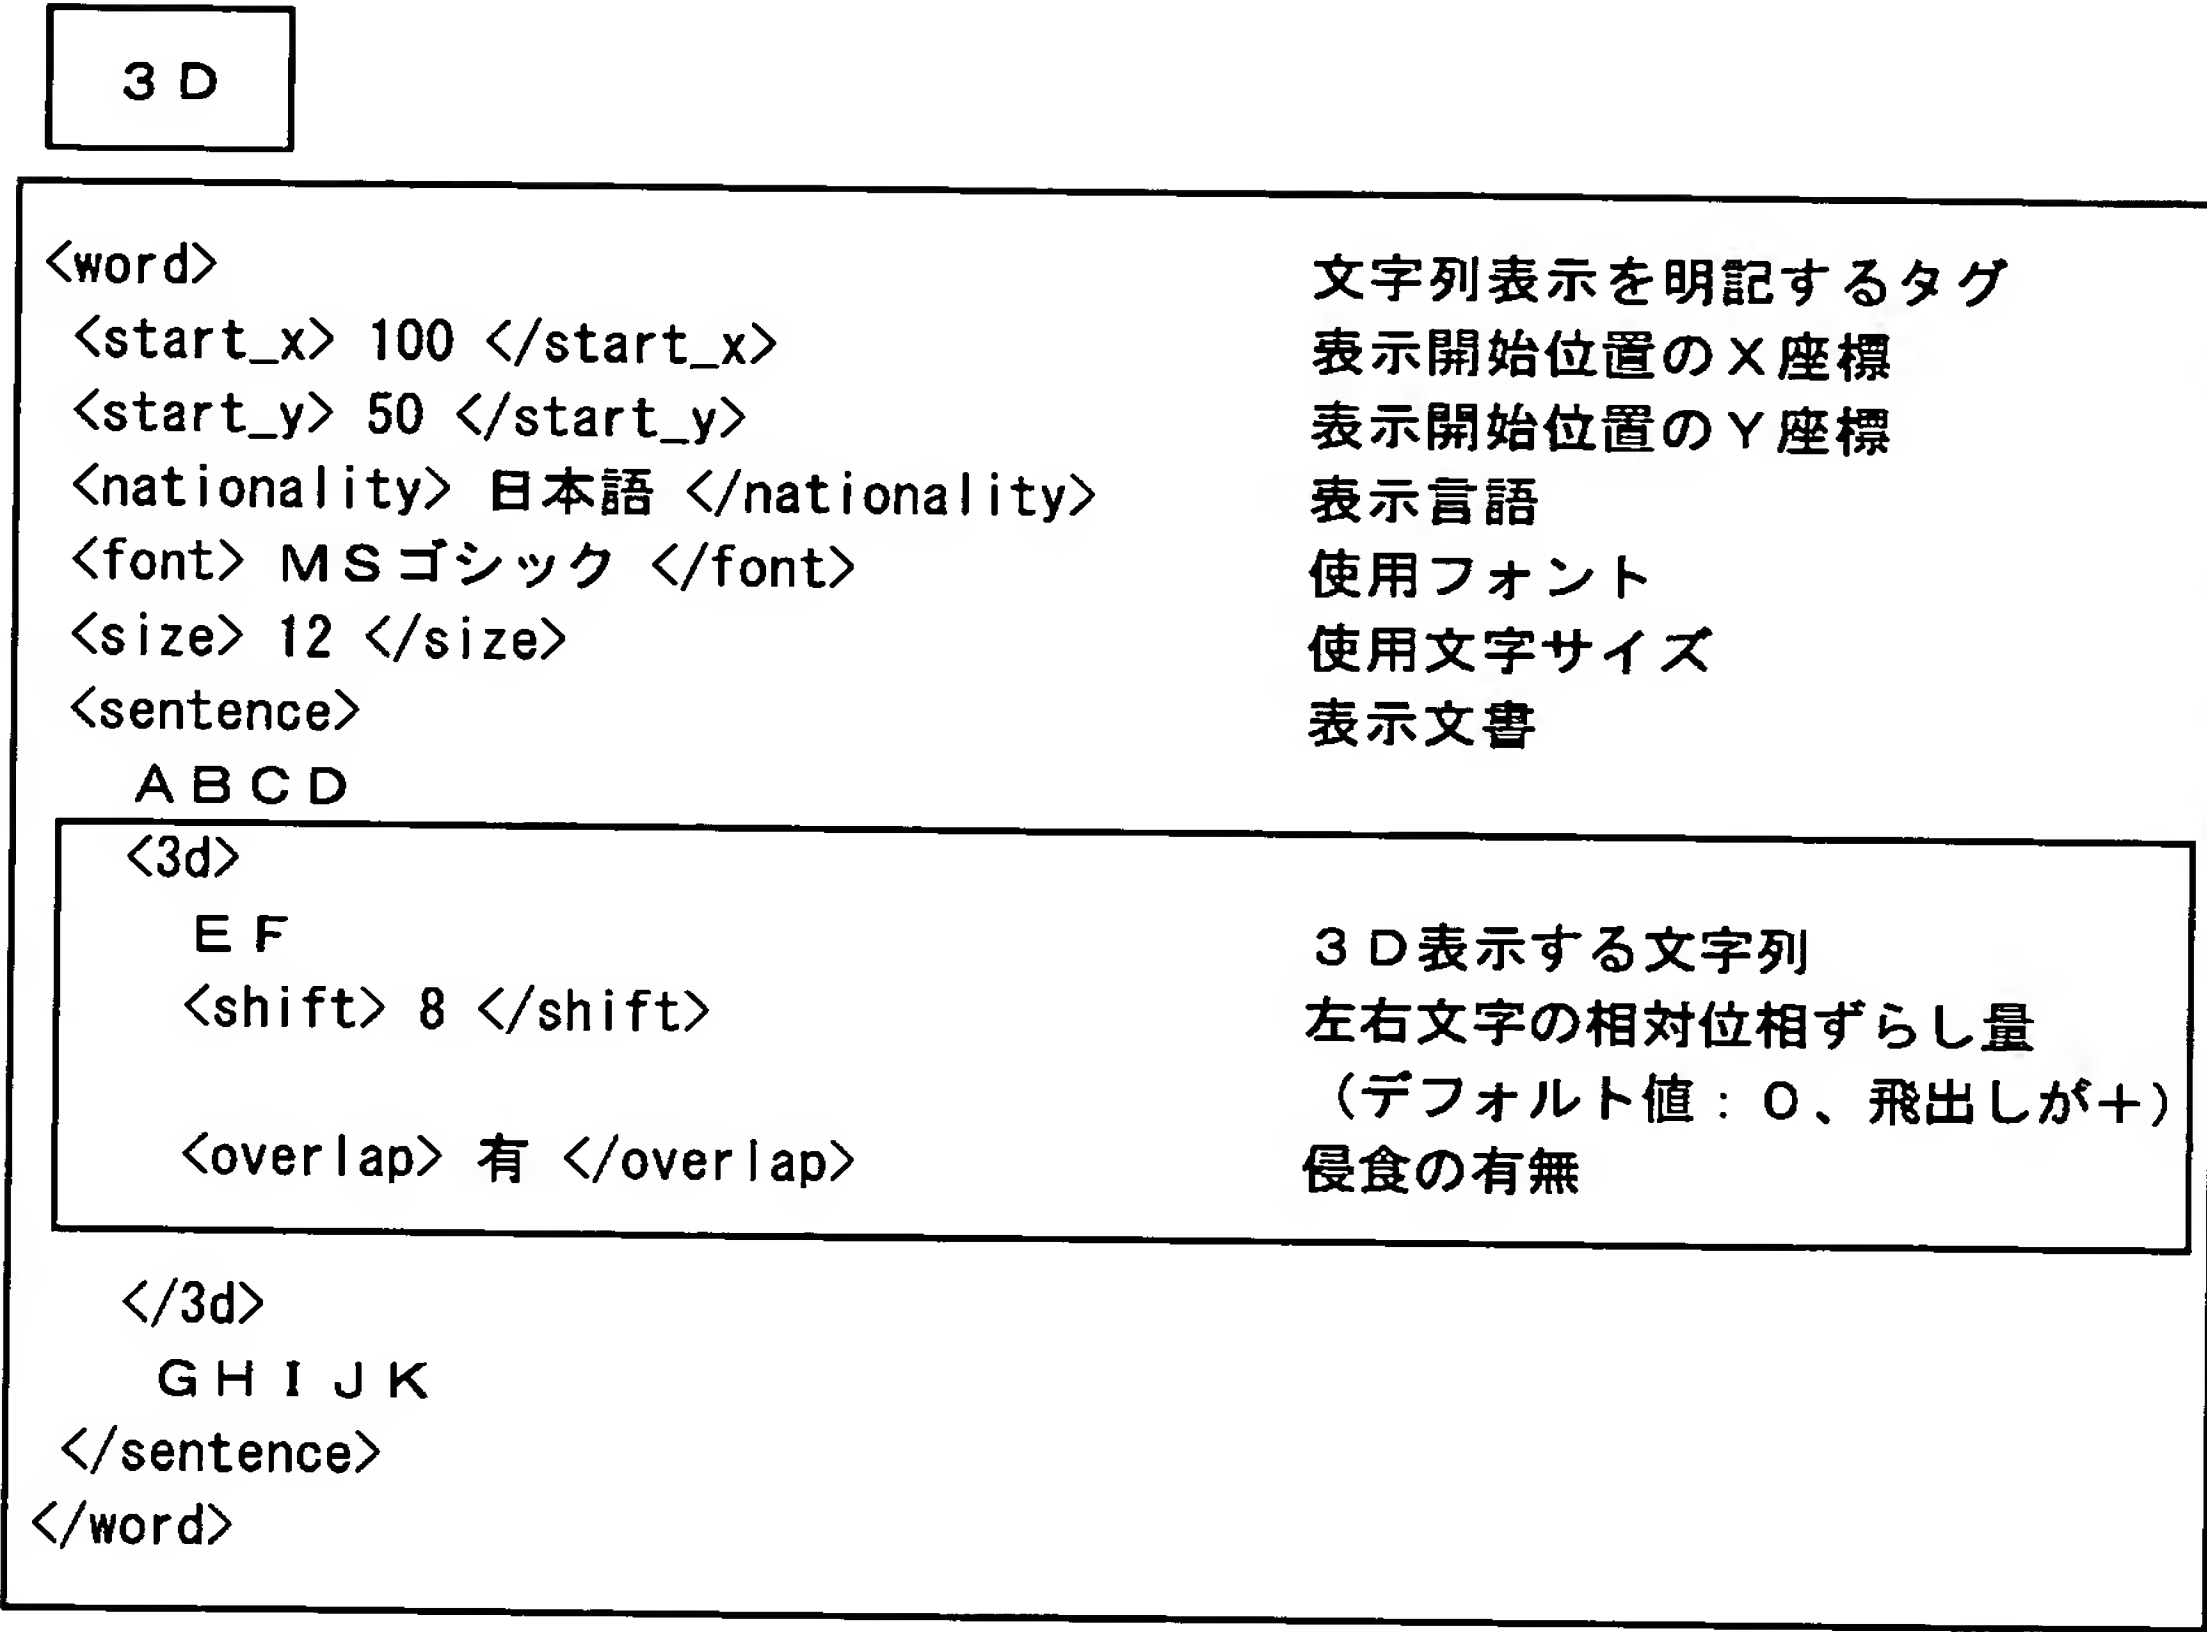 ３Ｄ
<word> 文字列表示を明記するタグ
<start_x> 100 </start_x> 表示開始位置のＸ座標
<start_y> 50 </start_y> 表示開始位置のＹ座標
<nationality> 日本語 </nationality> 表示言語
<font> ＭＳゴシック </font> 使用フォント
<size> 12 </size> 使用文字サイズ
<sentence> 表示文書
ＡＢＣＤ
<3d>
ＥＦ ３Ｄ表示する文字列
<shift> 8 </shift> 左右文字の相対位相ずらし量
（デフォルト値：０、飛出しが＋）
<overlap> 有 </overlap> 侵食の有無
</3d>
ＧＨＩＪＫ
</sentence>
</word>